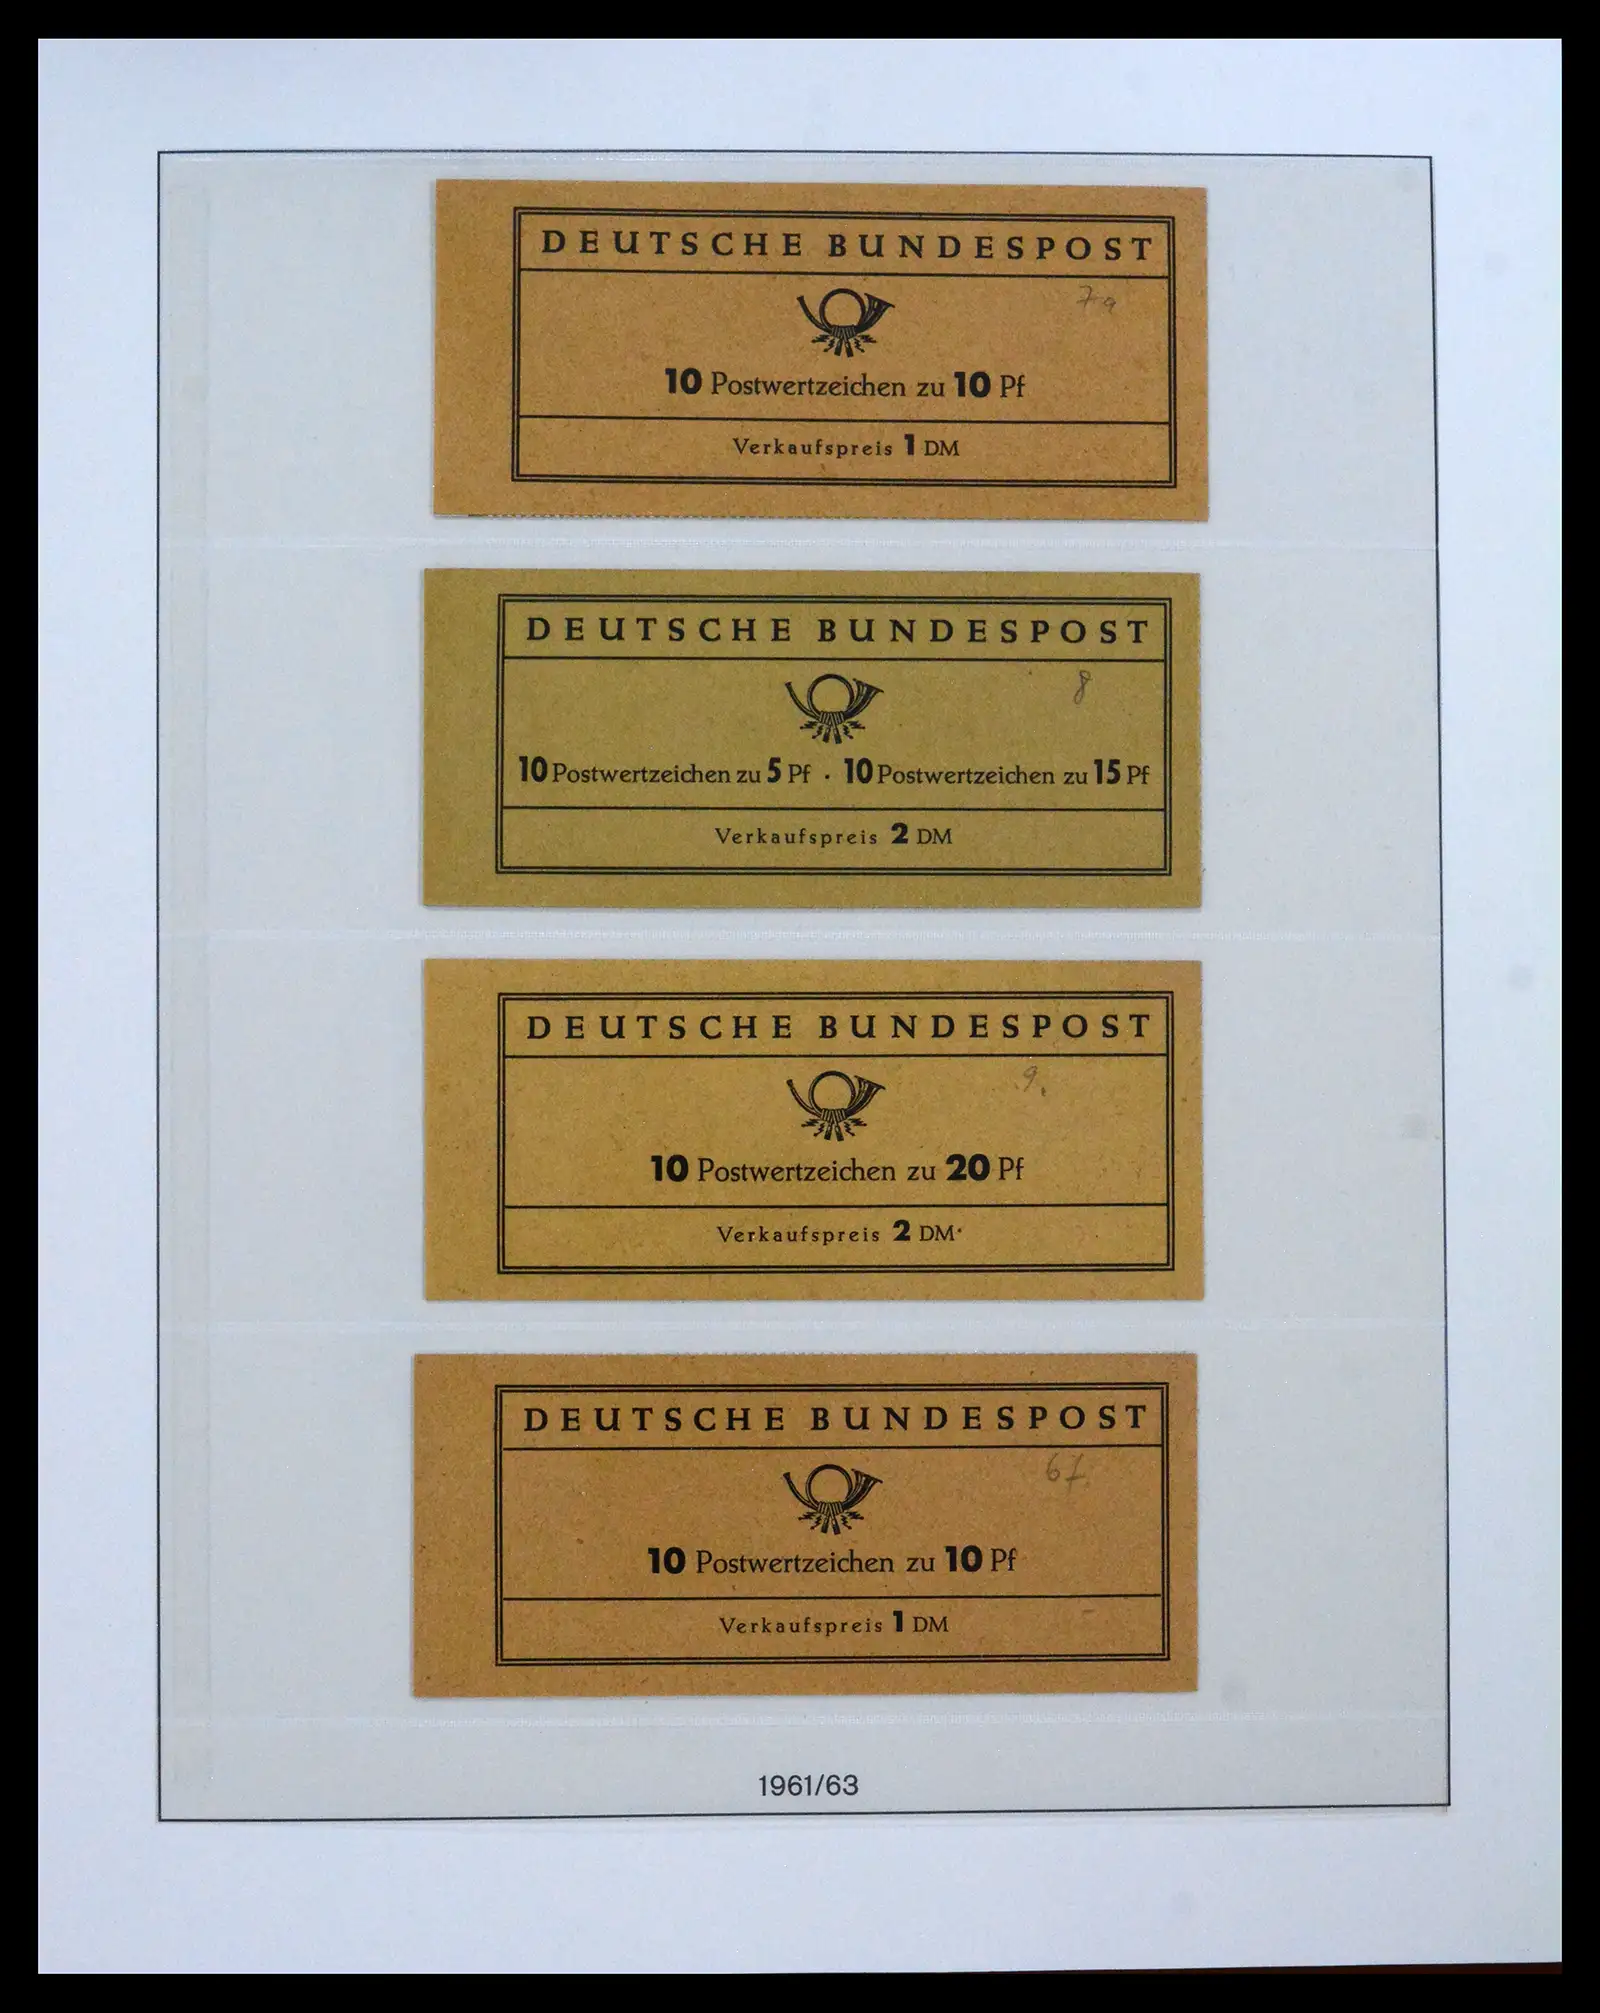 DEUTSCHE BUNDESPOST
7a
10 Postwertzeichen zu 10 Pf
Verkaufspreis 1 DM
DEUTSCHE BUNDESPOST
8
10 Postwertzeichen zu 5 Pf · 10 Postwertzeichen zu 15 Pf
Verkaufspreis 2 DM
DEUTSCHE BUNDESPOST
9.
10 Postwertzeichen zu 20 Pf
Verkaufspreis 2 DM
DEUTSCHE BUNDESPOST
10 Postwertzeichen zu 10 Pf
Verkaufspreis 1 DM
1961/63